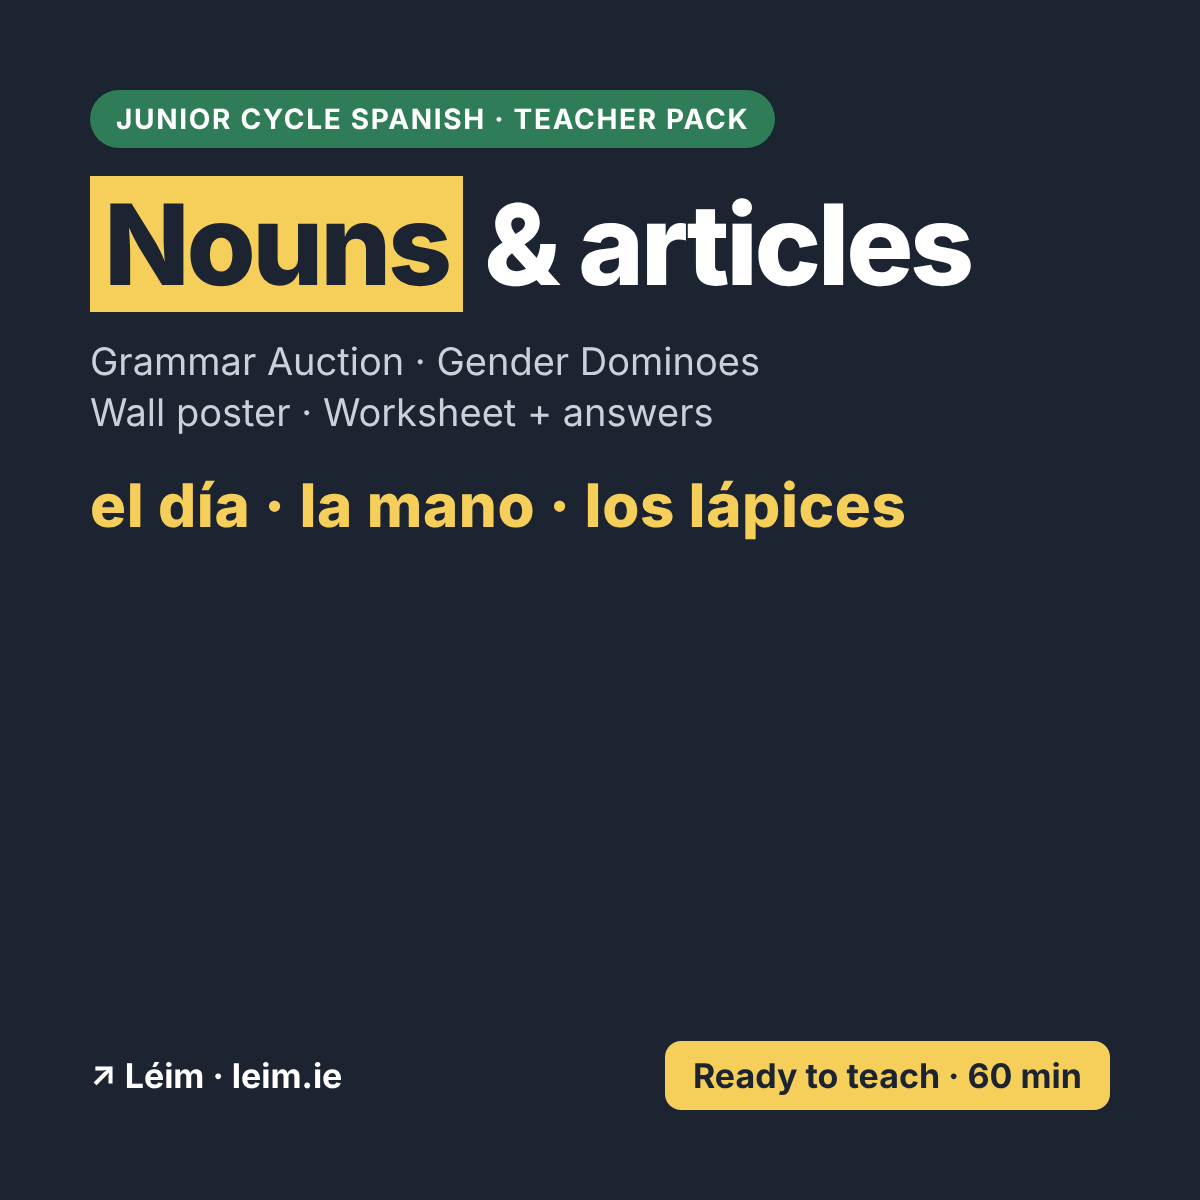 JUNIOR CYCLE SPANISH · TEACHER PACK
Nouns & articles
Grammar Auction · Gender Dominoes
Wall poster · Worksheet + answers
el día · la mano · los lápices
↗ Léim · leim.ie
Ready to teach · 60 min